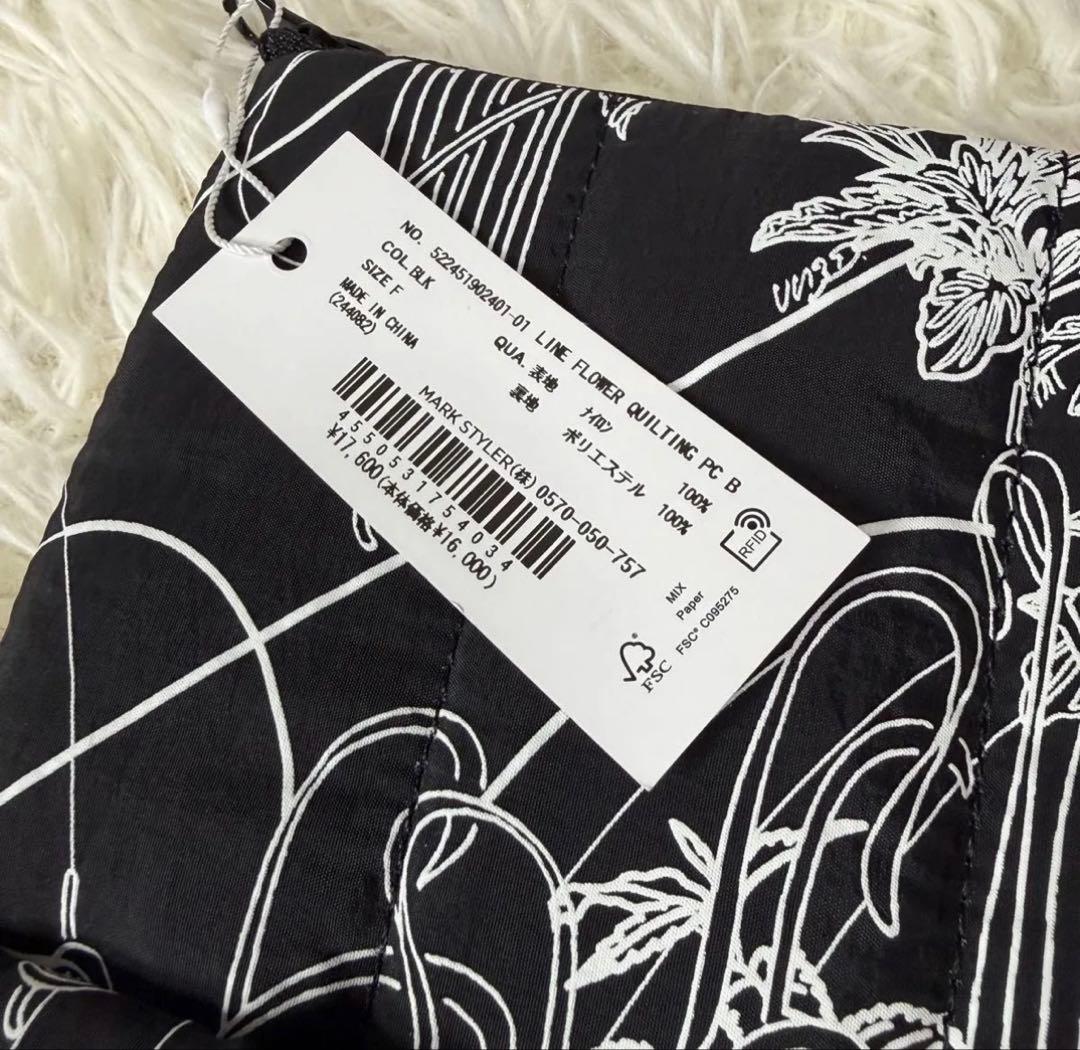 NO. 522451902401-01 LINE FLOWER QUILTING PC B
COL.BLK QUA. 表地 ナイロン 100%
SIZE F 裏地 ポリエステル 100%
MADE IN CHINA
(244082)
MARK STYLER(株)0570-050-757
4550531754034
¥17,600(本体価格¥16,000)
RFID
MIX
Paper
FSC® C095275
FSC